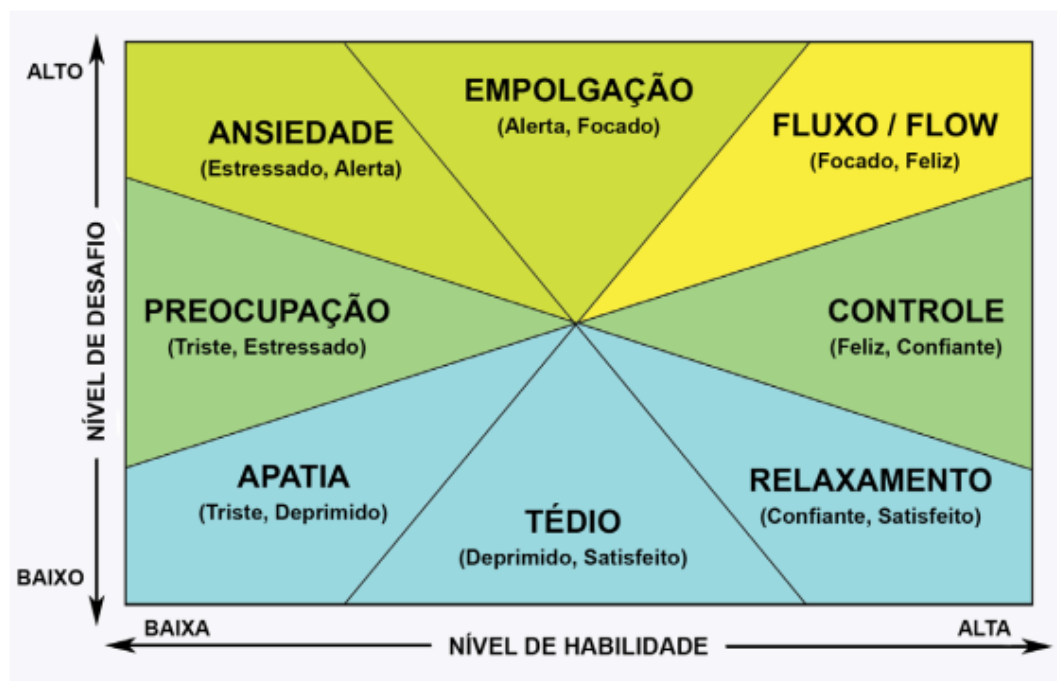 ALTO
EMPOLGAÇÃO
(Alerta, Focado)
ANSIEDADE
(Estressado, Alerta)
FLUXO / FLOW
(Focado, Feliz)
NÍVEL DE DESAFIO
PREOCUPAÇÃO
(Triste, Estressado)
CONTROLE
(Feliz, Confiante)
APATIA
(Triste, Deprimido)
TÉDIO
(Deprimido, Satisfeito)
RELAXAMENTO
(Confiante, Satisfeito)
BAIXO
BAIXA
NÍVEL DE HABILIDADE
ALTA